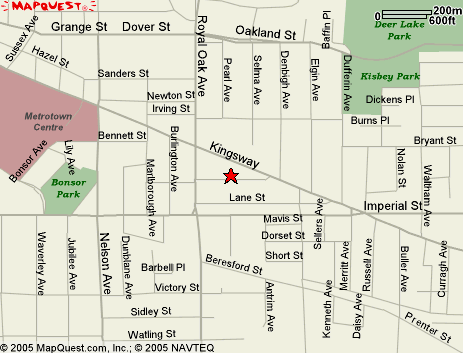 MAPQUEST
0 200m
600ft
Grange St
Dover St
Oakland St
Deer Lake
Park
Sussex Ave
Hazel St
Royal Oak Ave
Baffin Pl
Kisbey Park
Sanders St
Pearl Ave
Selma Ave
Denbigh Ave
Elgin Ave
Dufferin Ave
Newton St
Irving St
Dickens Pl
Burns Pl
Metrotown
Centre
Bennett St
Kingsway
Bryant St
Bonsor Ave
Lily Ave
Marlborough Ave
Burlington Ave
Nolan St
Waltham Ave
Bonsor
Park
Lane St
Imperial St
Mavis St
Sellers Ave
Dorset St
Short St
Waverley Ave
Jubilee Ave
Nelson Ave
Dunblane Ave
Barbell Pl
Beresford St
Victory St
Antrim Ave
Kenneth Ave
Merritt Ave
Daisy Ave
Russell Ave
Buller Ave
Curragh Ave
Sidley St
Prenter St
Watling St
© 2005 MapQuest.com, Inc.; © 2005 NAVTEQ